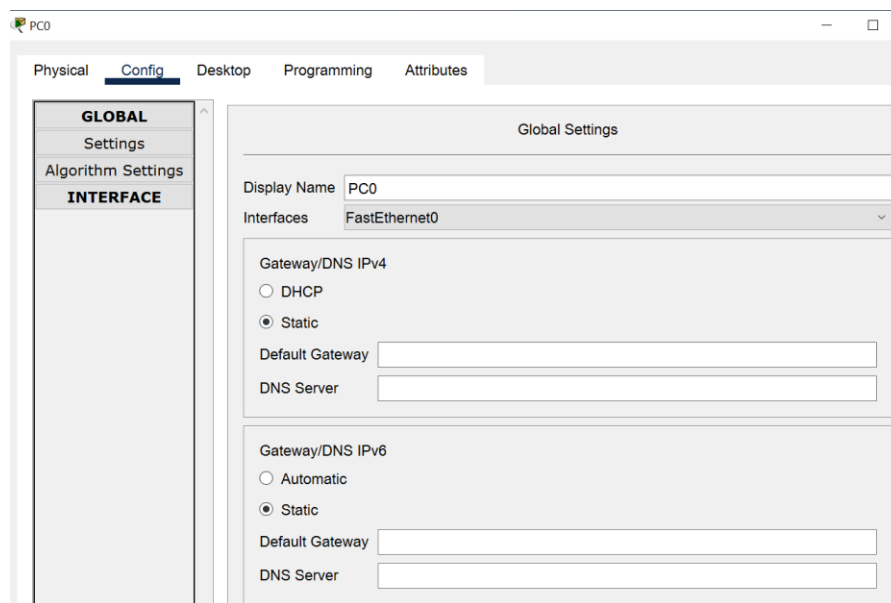 PC0
Physical Config Desktop Programming Attributes
GLOBAL
Settings
Algorithm Settings
INTERFACE
Global Settings
Display Name PC0
Interfaces FastEthernet0
Gateway/DNS IPv4
DHCP
Static
Default Gateway
DNS Server
Gateway/DNS IPv6
Automatic
Static
Default Gateway
DNS Server